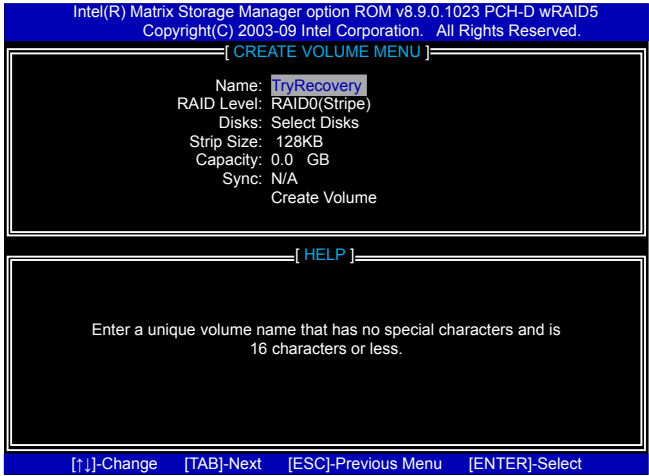 Intel(R) Matrix Storage Manager option ROM v8.9.0.1023 PCH-D wRAID5
Copyright(C) 2003-09 Intel Corporation. All Rights Reserved.
[ CREATE VOLUME MENU ]
Name: TryRecovery
RAID Level: RAID0(Stripe)
Disks: Select Disks
Strip Size: 128KB
Capacity: 0.0 GB
Sync: N/A
Create Volume
[ HELP ]
Enter a unique volume name that has no special characters and is
16 characters or less.
[↑↓]-Change [TAB]-Next [ESC]-Previous Menu [ENTER]-Select